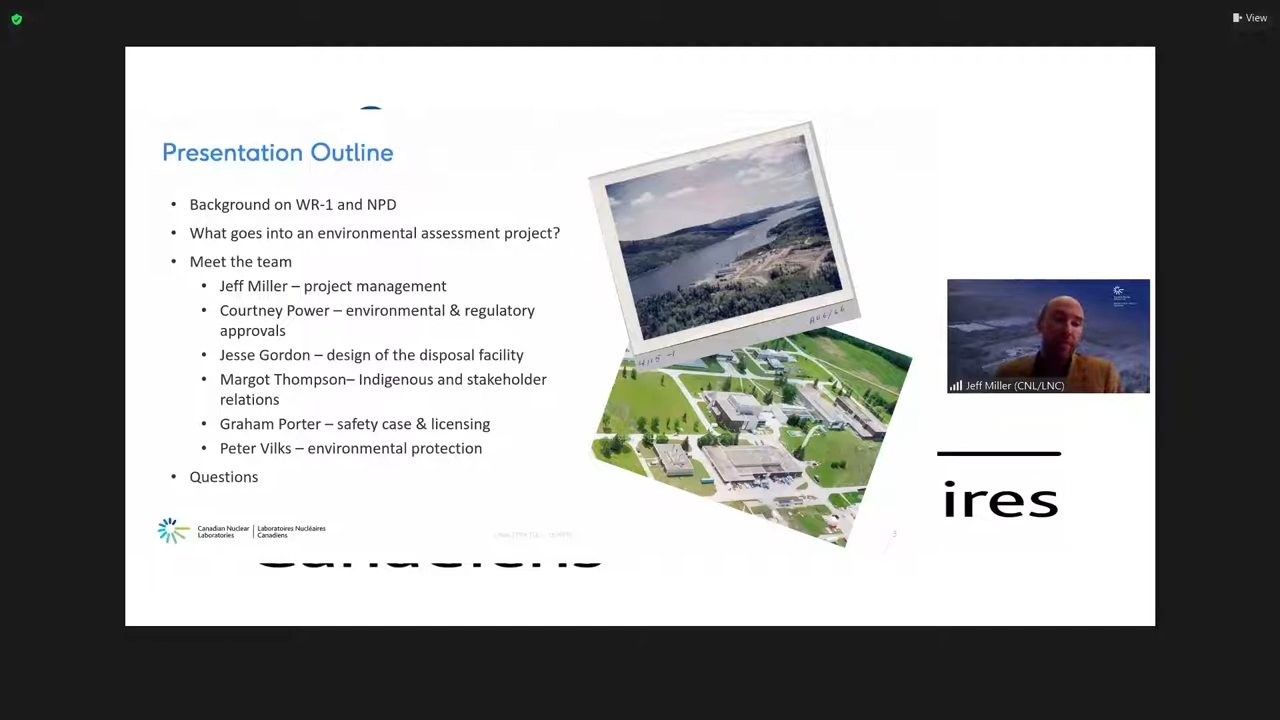 View
Presentation Outline
• Background on WR-1 and NPD
• What goes into an environmental assessment project?
• Meet the team
• Jeff Miller – project management
• Courtney Power – environmental & regulatory
approvals
• Jesse Gordon – design of the disposal facility
• Margot Thompson– Indigenous and stakeholder
relations
• Graham Porter – safety case & licensing
• Peter Vilks – environmental protection
• Questions
AUG/66
Jeff Miller (CNL/LNC)
ires
Canadian Nuclear
Laboratories
Laboratoires Nucléaires
Canadiens
3